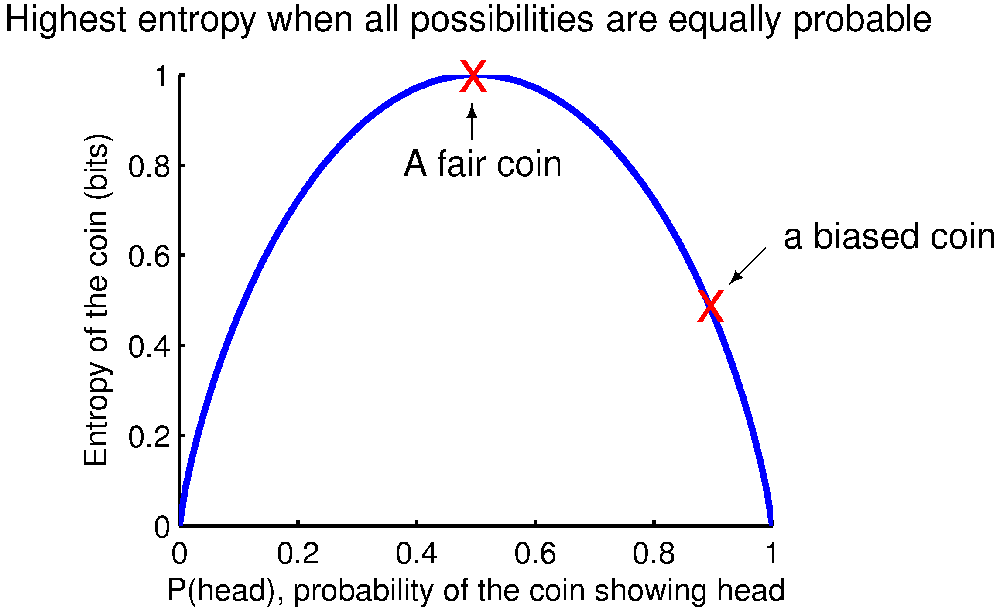 Highest entropy when all possibilities are equally probable
Entropy of the coin (bits)
1
0.8
0.6
0.4
0.2
0
X
A fair coin
a biased coin
X
0 0.2 0.4 0.6 0.8 1
P(head), probability of the coin showing head